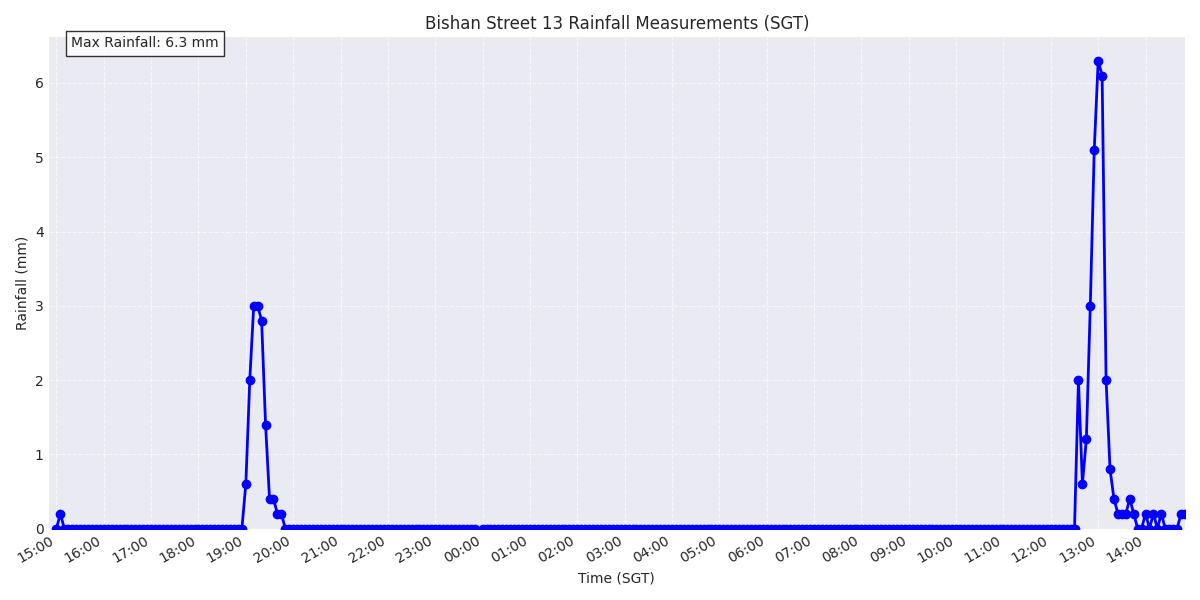 Bishan Street 13 Rainfall Measurements (SGT)
Max Rainfall: 6.3 mm
Rainfall (mm)
6
5
4
3
2
1
0
15:00 16:00 17:00 18:00 19:00 20:00 21:00 22:00 23:00 00:00 01:00 02:00 03:00 04:00 05:00 06:00 07:00 08:00 09:00 10:00 11:00 12:00 13:00 14:00
Time (SGT)